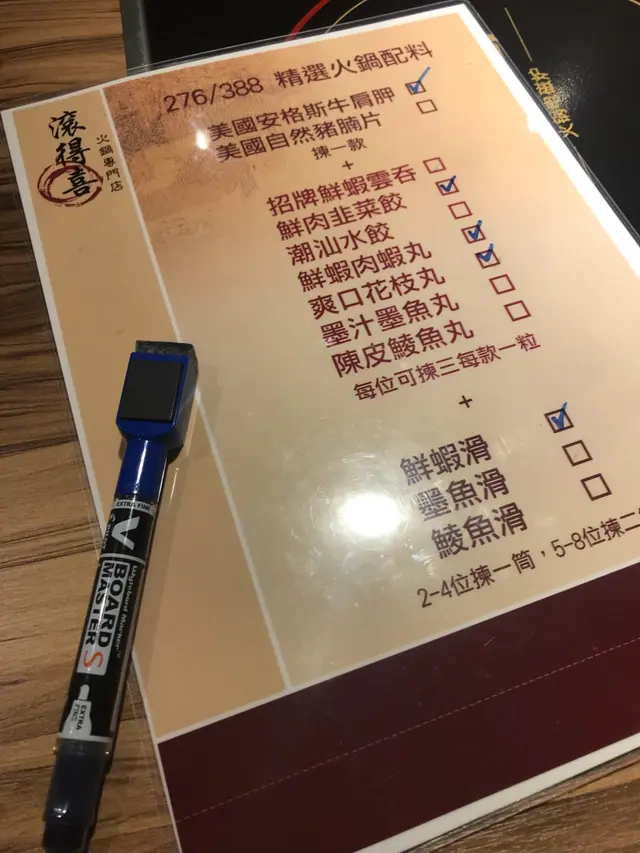 滾得喜
火鍋專門店
276/388 精選火鍋配料
美國安格斯牛肩胛
美國自然豬腩片
揀一款
+
招牌鮮蝦雲吞
鮮肉韭菜餃
潮汕水餃
鮮蝦肉蝦丸
爽口花枝丸
墨汁墨魚丸
陳皮鯪魚丸
每位可揀三每款一粒
+
鮮蝦滑
墨魚滑
鯪魚滑
2-4位揀一筒，5-8位揀二
EXTRA FINE
V
BOARD
MASTER S
EXTRA
FINE